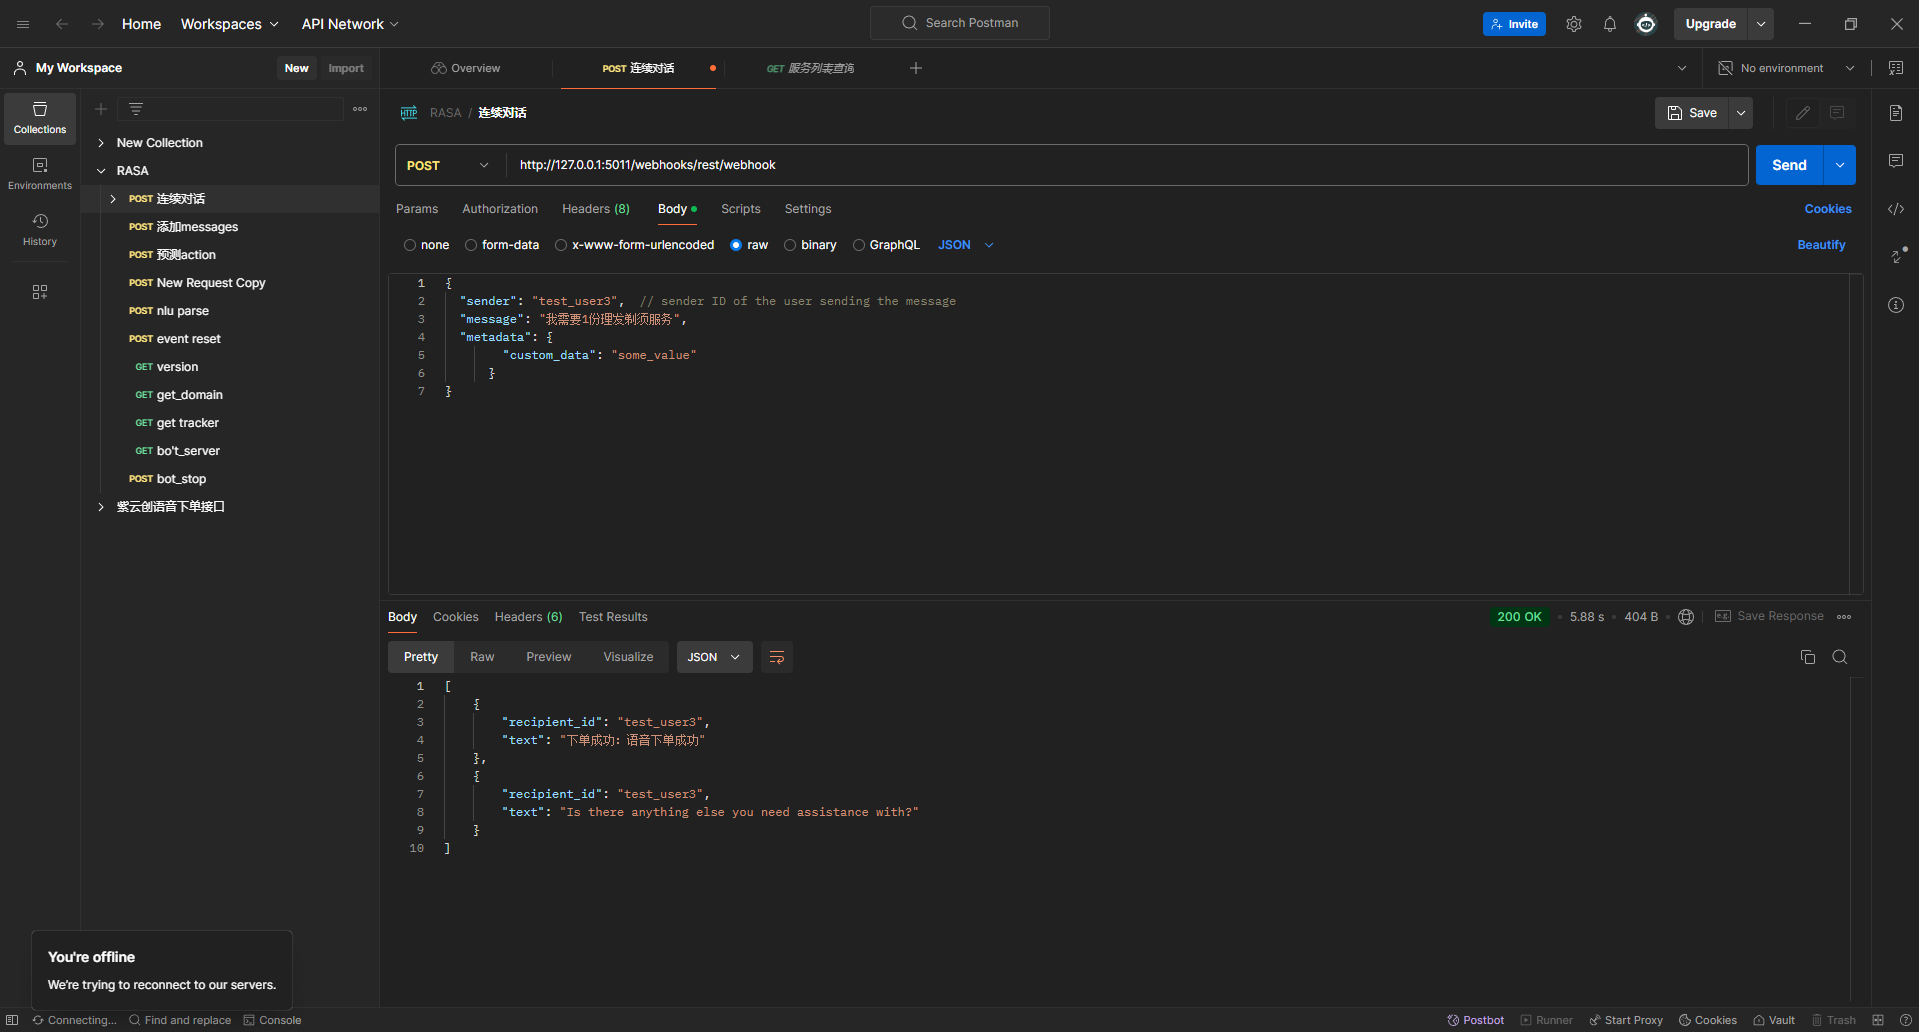 Home Workspaces API Network Search Postman Invite Upgrade
My Workspace New Import Overview POST 连续对话 GET 服务列表查询 No environment
Collections
Environments
History
New Collection
RASA
POST 连续对话
POST 添加messages
POST 预测action
POST New Request Copy
POST nlu parse
POST event reset
GET version
GET get_domain
GET get tracker
GET bo't_server
POST bot_stop
紫云创语音下单接口
HTTP RASA / 连续对话 Save
POST http://127.0.0.1:5011/webhooks/rest/webhook Send
Params Authorization Headers (8) Body Scripts Settings Cookies
none form-data x-www-form-urlencoded raw binary GraphQL JSON Beautify
1 {
2 "sender": "test_user3", // sender ID of the user sending the message
3 "message": "我需要1份理发剃须服务",
4 "metadata": {
5 "custom_data": "some_value"
6 }
7 }
Body Cookies Headers (6) Test Results 200 OK 5.88 s 404 B e.g. Save Response
Pretty Raw Preview Visualize JSON
1 [
2 {
3 "recipient_id": "test_user3",
4 "text": "下单成功：语音下单成功"
5 },
6 {
7 "recipient_id": "test_user3",
8 "text": "Is there anything else you need assistance with?"
9 }
10 ]
You're offline
We're trying to reconnect to our servers.
Connecting... Find and replace Console Postbot Runner Start Proxy Cookies Vault Trash